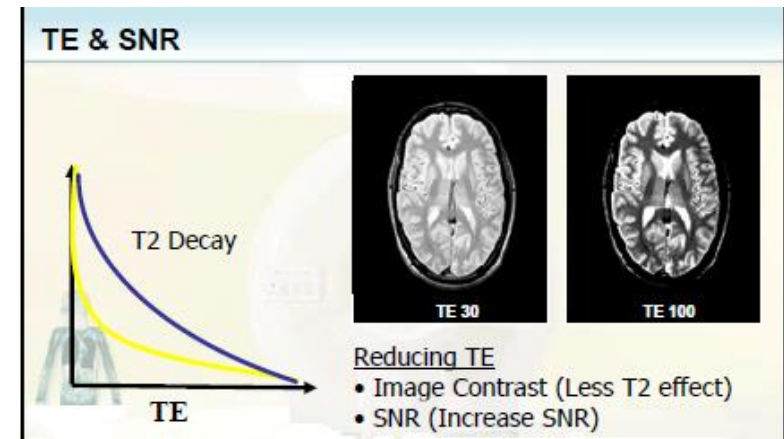 TE & SNR
T2 Decay
TE
TE 30
TE 100
Reducing TE
• Image Contrast (Less T2 effect)
• SNR (Increase SNR)